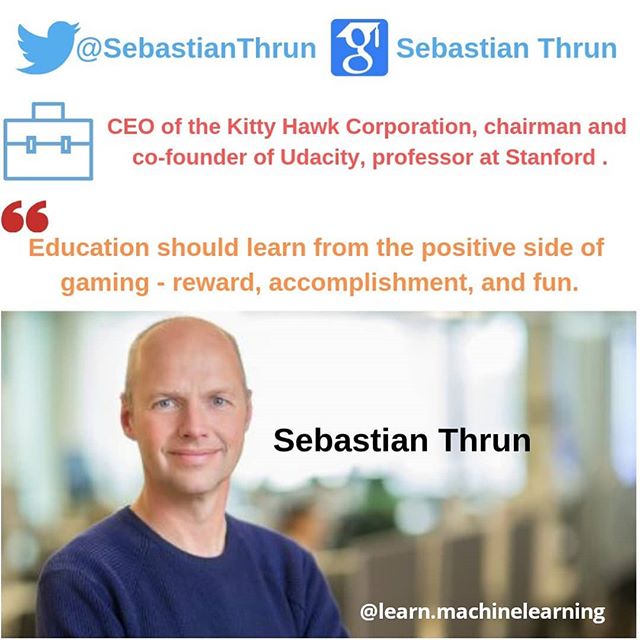 @SebastianThrun Sebastian Thrun
CEO of the Kitty Hawk Corporation, chairman and
co-founder of Udacity, professor at Stanford .
Education should learn from the positive side of
gaming - reward, accomplishment, and fun.
Sebastian Thrun
@learn.machinelearning